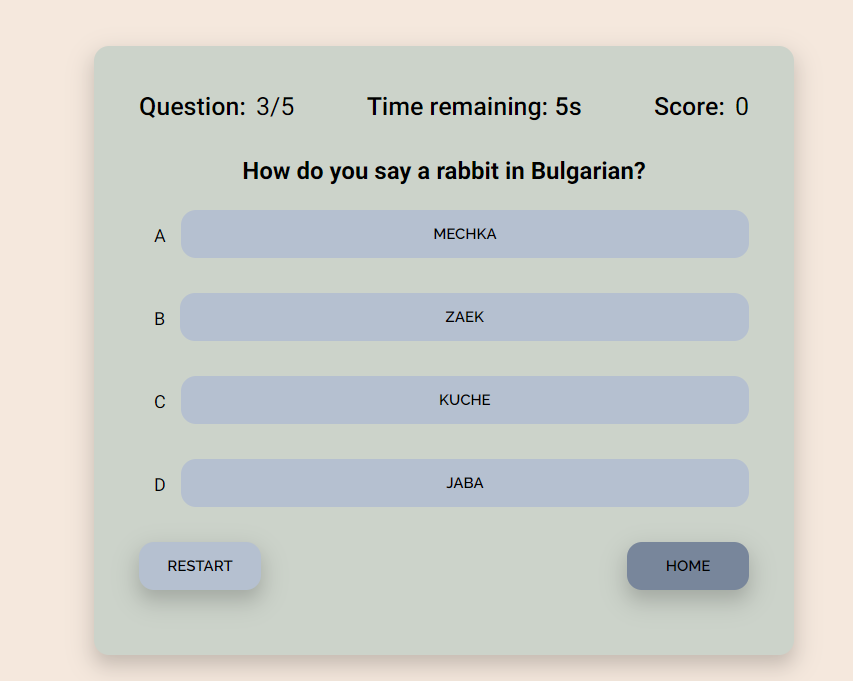 Question: 3/5 Time remaining: 5s Score: 0
How do you say a rabbit in Bulgarian?
A MECHKA
B ZAEK
C KUCHE
D JABA
RESTART HOME